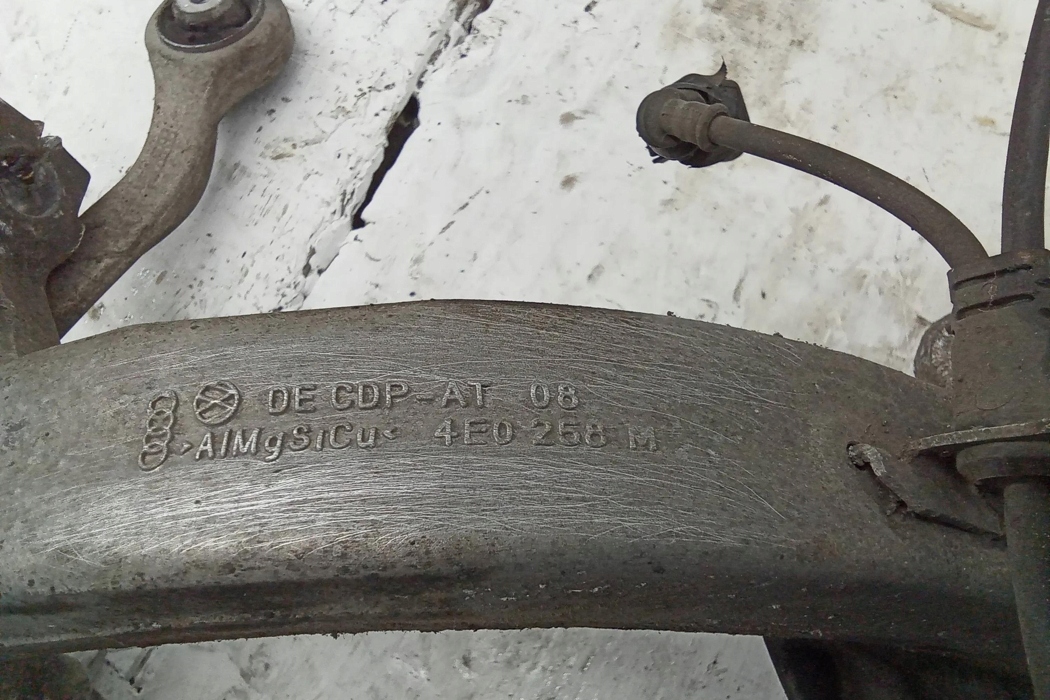 DE CDP-AT 08
>AlMgSiCu< 4E0 258 M